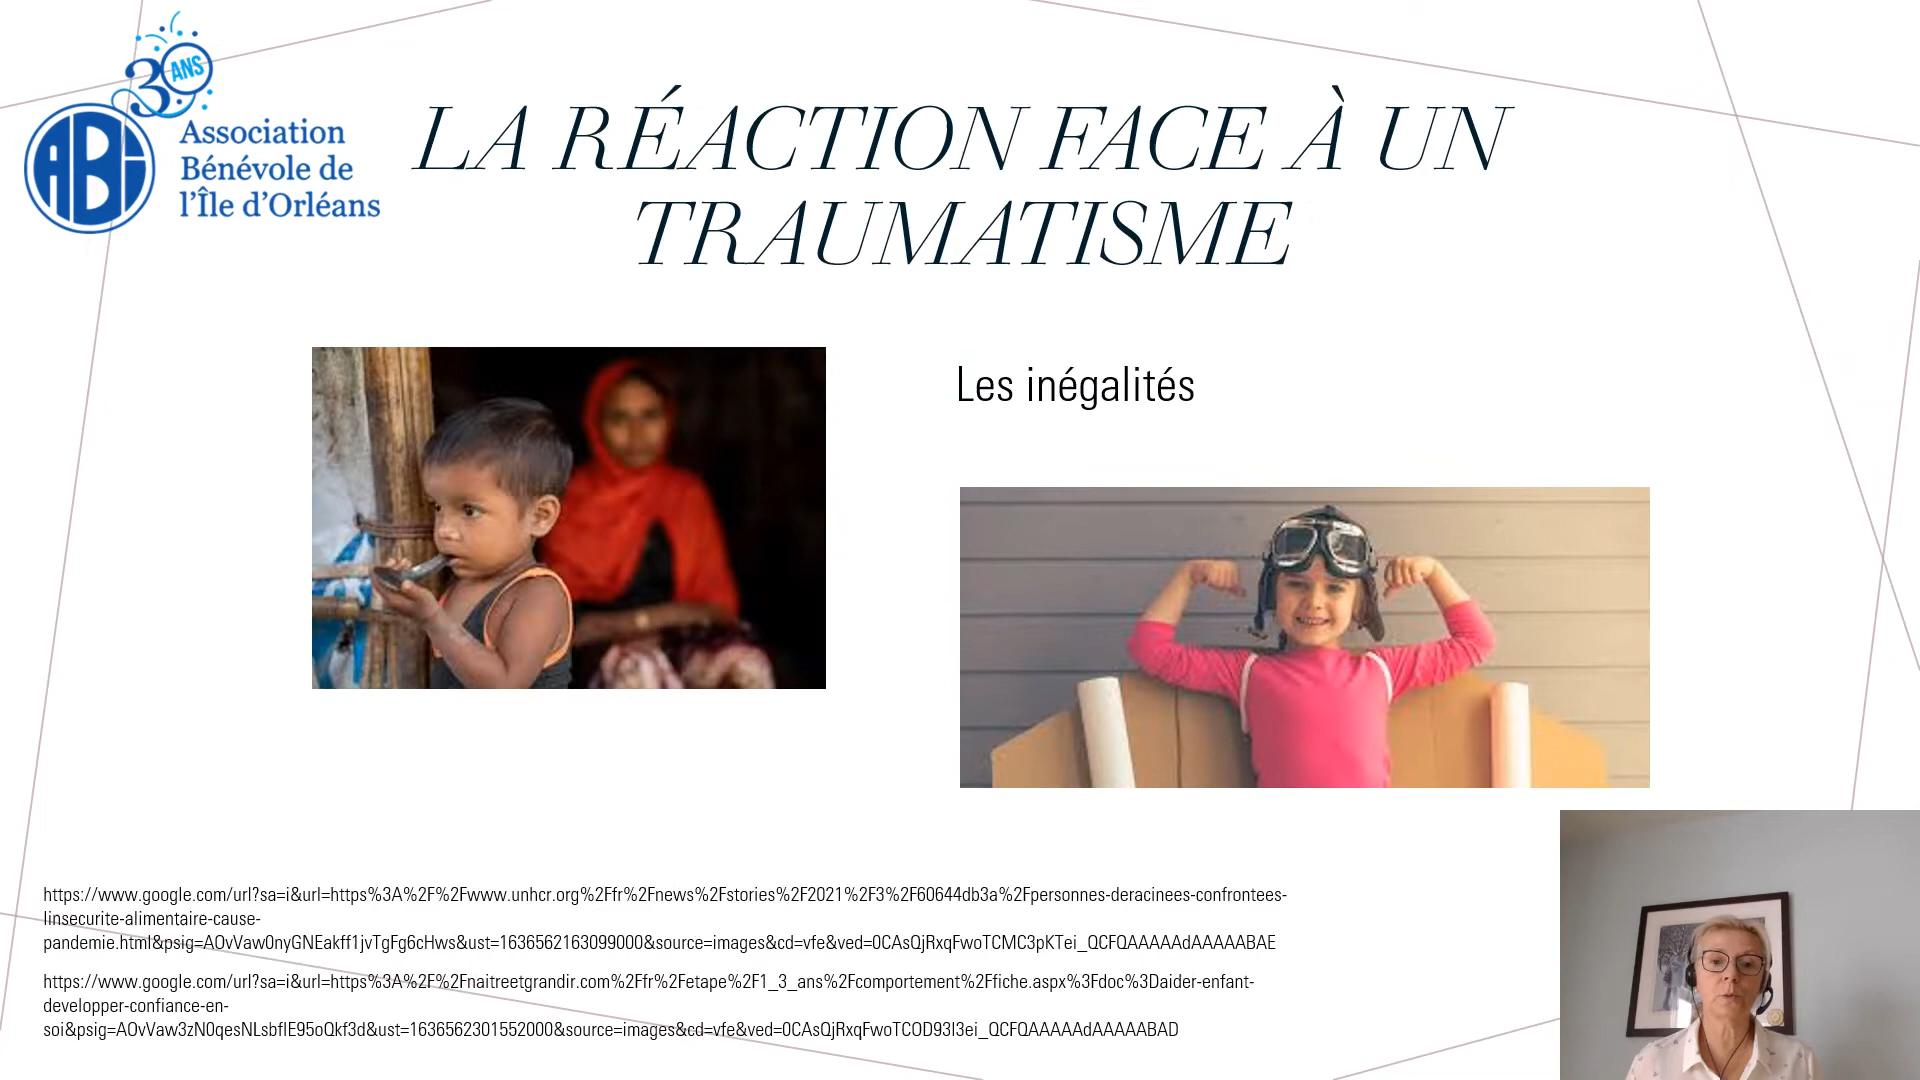 30 ANS
ABi
Association
Bénévole de
l'Île d'Orléans
LA RÉACTION FACE À UN
TRAUMATISME
Les inégalités
https://www.google.com/url?sa=i&url=https%3A%2F%2Fwww.unhcr.org%2Ffr%2Fnews%2Fstories%2F2021%2F3%2F60644db3a%2Fpersonnes-deracinees-confrontees-
linsecurite-alimentaire-cause-
pandemie.html&psig=AOvVaw0nyGNEakff1jvTgFg6cHws&ust=1636562163099000&source=images&cd=vfe&ved=0CAsQjRxqFwoTCMC3pKTei_QCFQAAAAAdAAAAABAE
https://www.google.com/url?sa=i&url=https%3A%2F%2Fnaitreetgrandir.com%2Ffr%2Fetape%2F1_3_ans%2Fcomportement%2Ffiche.aspx%3Fdoc%3Daider-enfant-
developper-confiance-en-
soi&psig=AOvVaw3zN0qesNLsbflE95oQkf3d&ust=1636562301552000&source=images&cd=vfe&ved=0CAsQjRxqFwoTCOD93I3ei_QCFQAAAAAdAAAAABAD